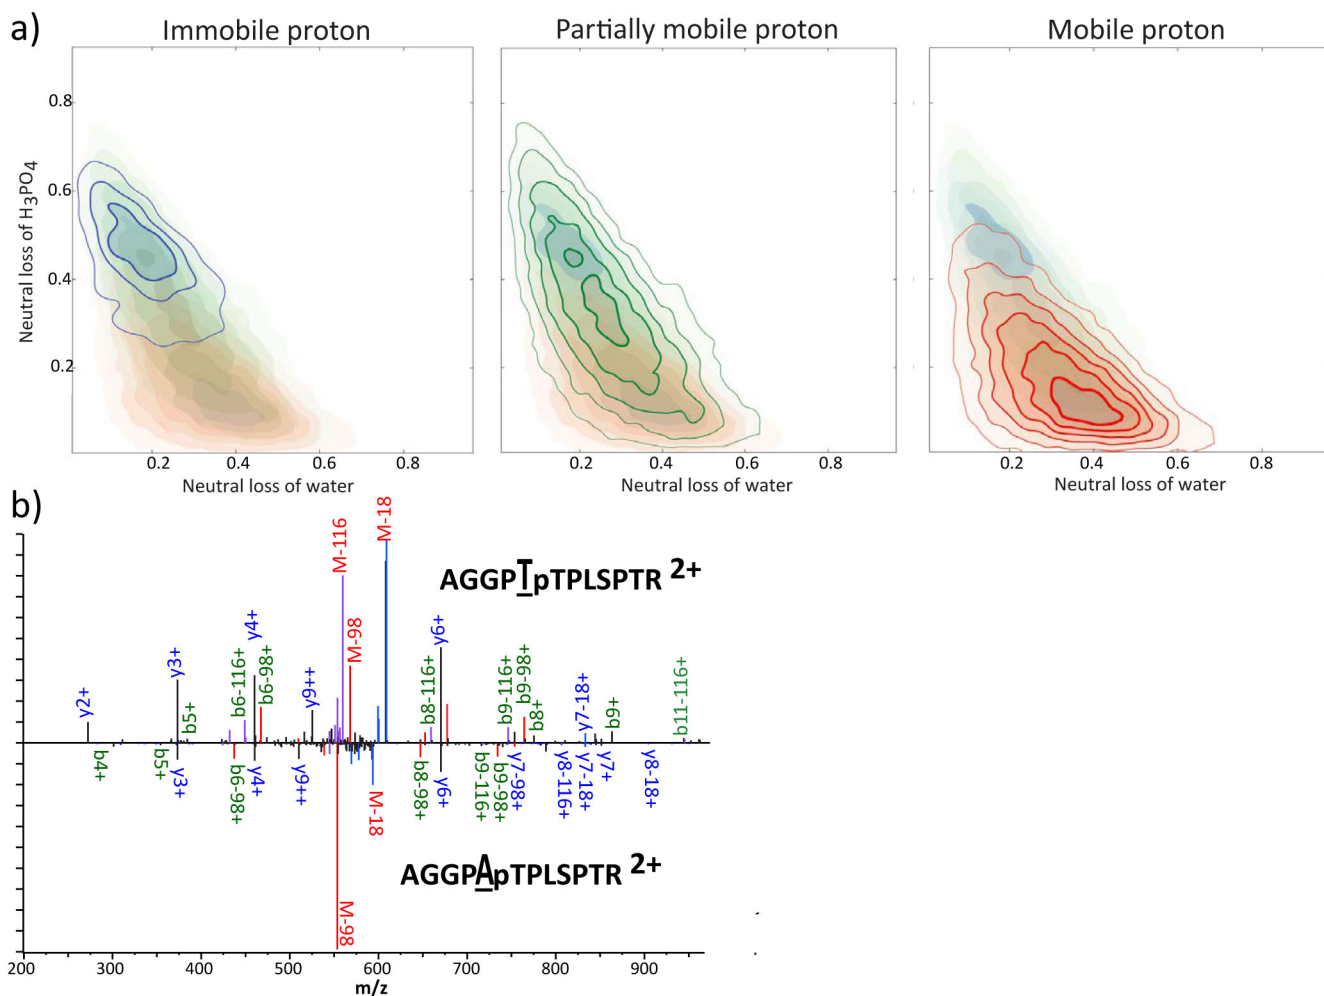 a)
Immobile proton
Partially mobile proton
Mobile proton
Neutral loss of H3PO4
0.8
0.6
0.4
0.2
0.2 0.4 0.6 0.8
Neutral loss of water
0.2 0.4 0.6 0.8
Neutral loss of water
0.2 0.4 0.6 0.8
Neutral loss of water
b)
AGGPTpTPLSPTR 2+
y2+
y3+
b5+
b6-116+
y4+
b6-98+
y9++
M-116
M-98
M-18
b8-116+
y6+
b9-116+
b9-98+
b8+
y7-18+
b9+
b11-116+
b4+
b5+
y3+
b6-98+
y4+
y9++
M-98
M-18
b8-98+
y6+
b9-116+
b9-98+
y7-98+
y8-116+
y7-18+
y7+
y8-18+
AGGPApTPLSPTR 2+
200 300 400 500 600 700 800 900
m/z